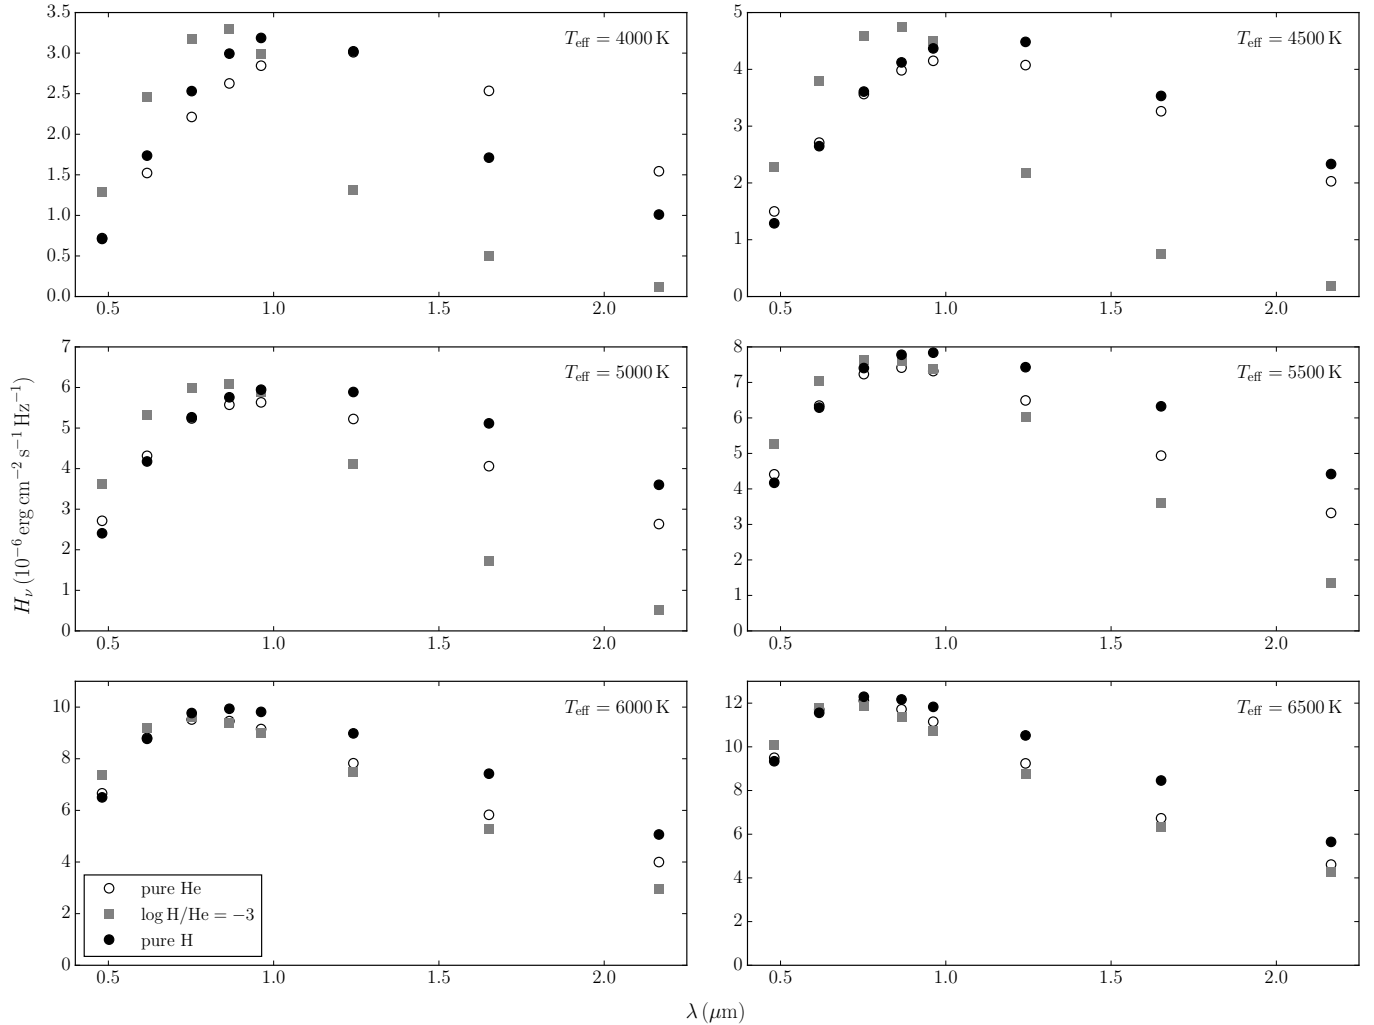 3.5
3.0
2.5
2.0
1.5
1.0
0.5
0.0
T_eff = 4000 K
0.5 1.0 1.5 2.0
5
4
3
2
1
0
T_eff = 4500 K
0.5 1.0 1.5 2.0
7
6
5
4
3
2
1
0
T_eff = 5000 K
0.5 1.0 1.5 2.0
8
7
6
5
4
3
2
1
0
T_eff = 5500 K
0.5 1.0 1.5 2.0
10
8
6
4
2
0
T_eff = 6000 K
pure He
log H/He = −3
pure H
0.5 1.0 1.5 2.0
12
10
8
6
4
2
0
T_eff = 6500 K
0.5 1.0 1.5 2.0
H_ν (10⁻⁶ erg cm⁻² s⁻¹ Hz⁻¹)
λ (μm)